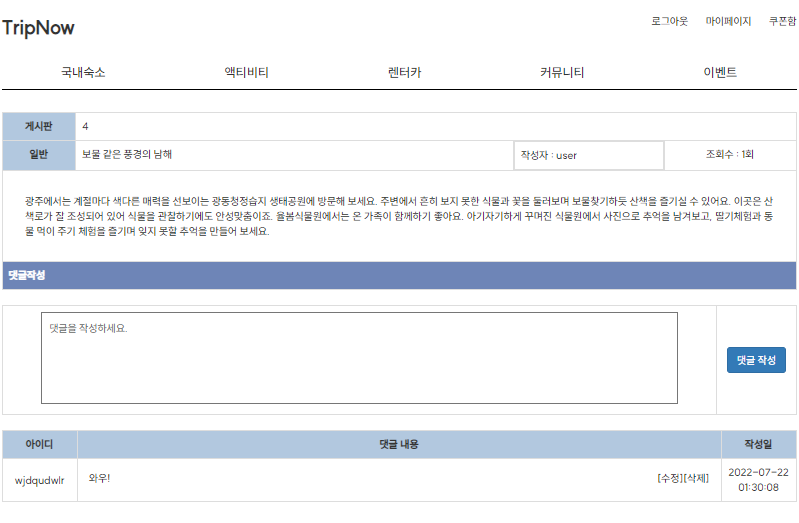 로그아웃 마이페이지 쿠폰함
TripNow
국내숙소 액티비티 렌터카 커뮤니티 이벤트
게시판 4
일반 보물 같은 풍경의 남해 작성자 : user 조회수 : 1회
광주에서는 계절마다 색다른 매력을 선보이는 광동청정습지 생태공원에 방문해 보세요. 주변에서 흔히 보지 못한 식물과 꽃을 둘러보며 보물찾기하듯 산책을 즐기실 수 있어요. 이곳은 산
책로가 잘 조성되어 있어 식물을 관찰하기에도 안성맞춤이죠. 율봄식물원에서는 온 가족이 함께하기 좋아요. 아기자기하게 꾸며진 식물원에서 사진으로 추억을 남겨보고, 딸기체험과 동
물 먹이 주기 체험을 즐기며 잊지 못할 추억을 만들어 보세요.
댓글작성
댓글을 작성하세요.
댓글 작성
아이디 댓글 내용 작성일
wjdqudwlr 와우! [수정][삭제] 2022-07-22
01:30:08